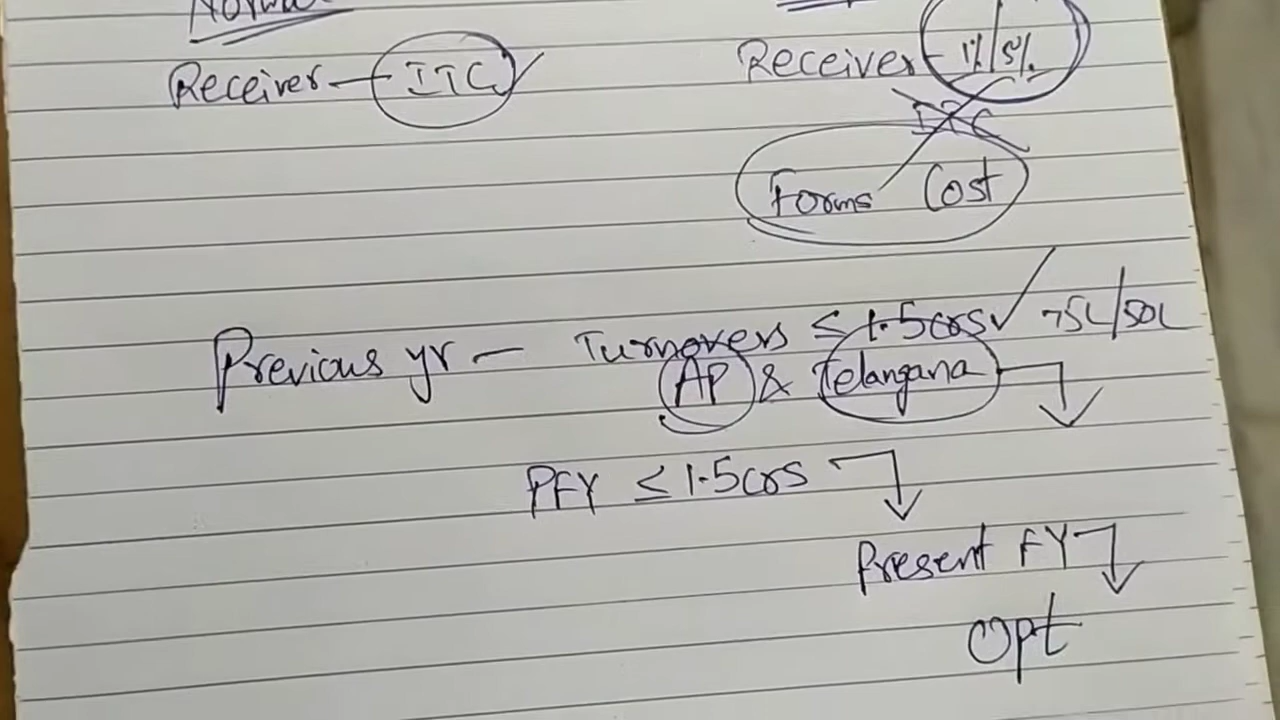 Normal
Receiver — ITC
Receiver 1%/5%
ITC
Forms Cost
Previous yr — Turnovers ≤ 1.5crs 75L/50L
AP & Telangana
PFY ≤ 1.5crs
Present FY
Opt